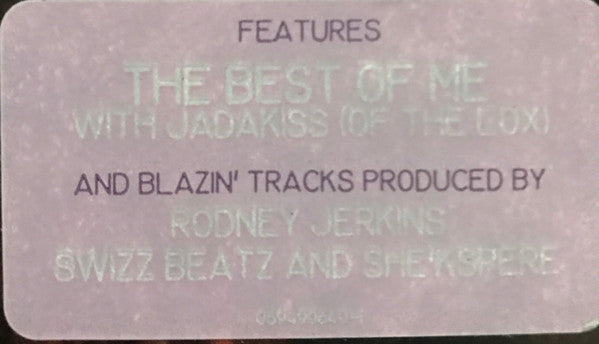 FEATURES
THE BEST OF ME
WITH JADAKISS (OF THE LOX)
AND BLAZIN' TRACKS PRODUCED BY
RODNEY JERKINS
SWIZZ BEATZ AND SHE'KSPERE